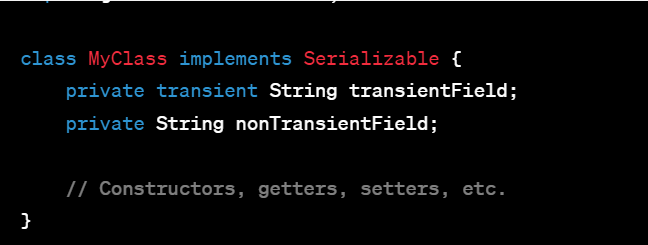 class MyClass implements Serializable {
    private transient String transientField;
    private String nonTransientField;

    // Constructors, getters, setters, etc.
}